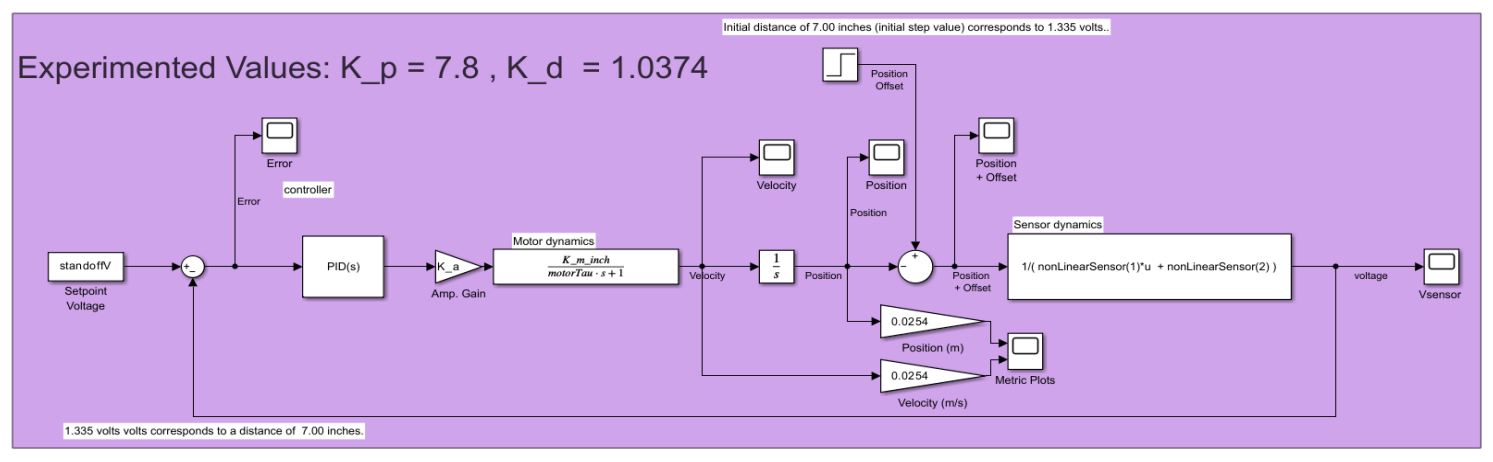 Initial distance of 7.00 inches (initial step value) corresponds to 1.335 volts..
Experimented Values: K_p = 7.8 , K_d = 1.0374
Position
Offset
Error
Velocity
Position
Position
+ Offset
controller
Error
Position
Motor dynamics
Sensor dynamics
standoffV
+
_
PID(s)
K_a
K_m_inch
motorTau · s + 1
Velocity
1
s
Position
+
−
Position
+ Offset
1/( nonLinearSensor(1)*u + nonLinearSensor(2) )
voltage
Setpoint
Voltage
Amp. Gain
Vsensor
0.0254
Position (m)
0.0254
Velocity (m/s)
Metric Plots
1.335 volts volts corresponds to a distance of 7.00 inches.